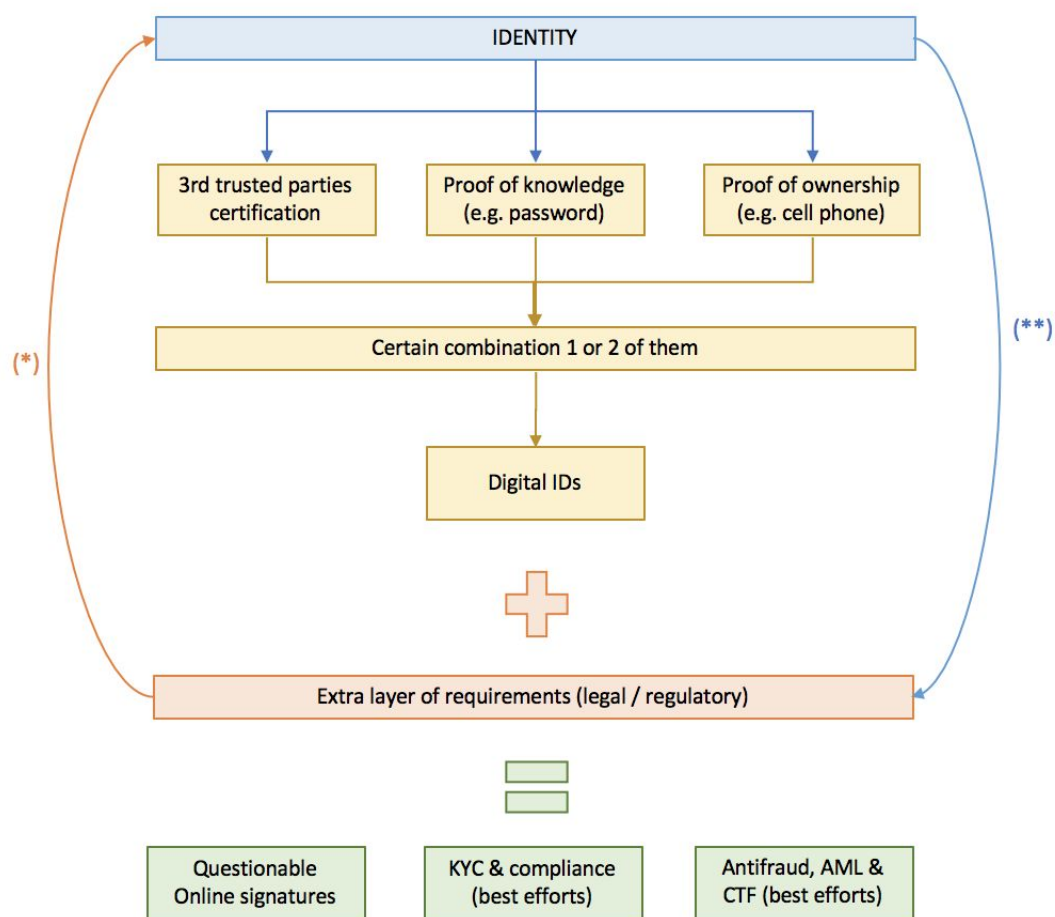 IDENTITY
3rd trusted parties
certification
Proof of knowledge
(e.g. password)
Proof of ownership
(e.g. cell phone)
(*)
(**)
Certain combination 1 or 2 of them
Digital IDs
Extra layer of requirements (legal / regulatory)
Questionable
Online signatures
KYC & compliance
(best efforts)
Antifraud, AML &
CTF (best efforts)